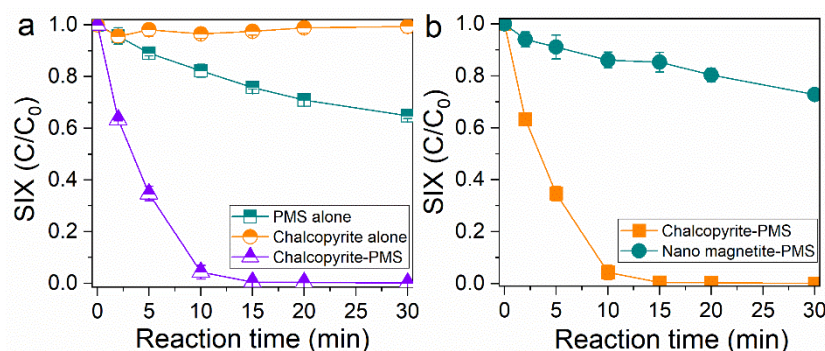 a
SIX (C/C₀)
1.0
0.8
0.6
0.4
0.2
0.0
PMS alone
Chalcopyrite alone
Chalcopyrite-PMS
0 5 10 15 20 25 30
Reaction time (min)
b
SIX (C/C₀)
1.0
0.8
0.6
0.4
0.2
0.0
Chalcopyrite-PMS
Nano magnetite-PMS
0 5 10 15 20 25 30
Reaction time (min)